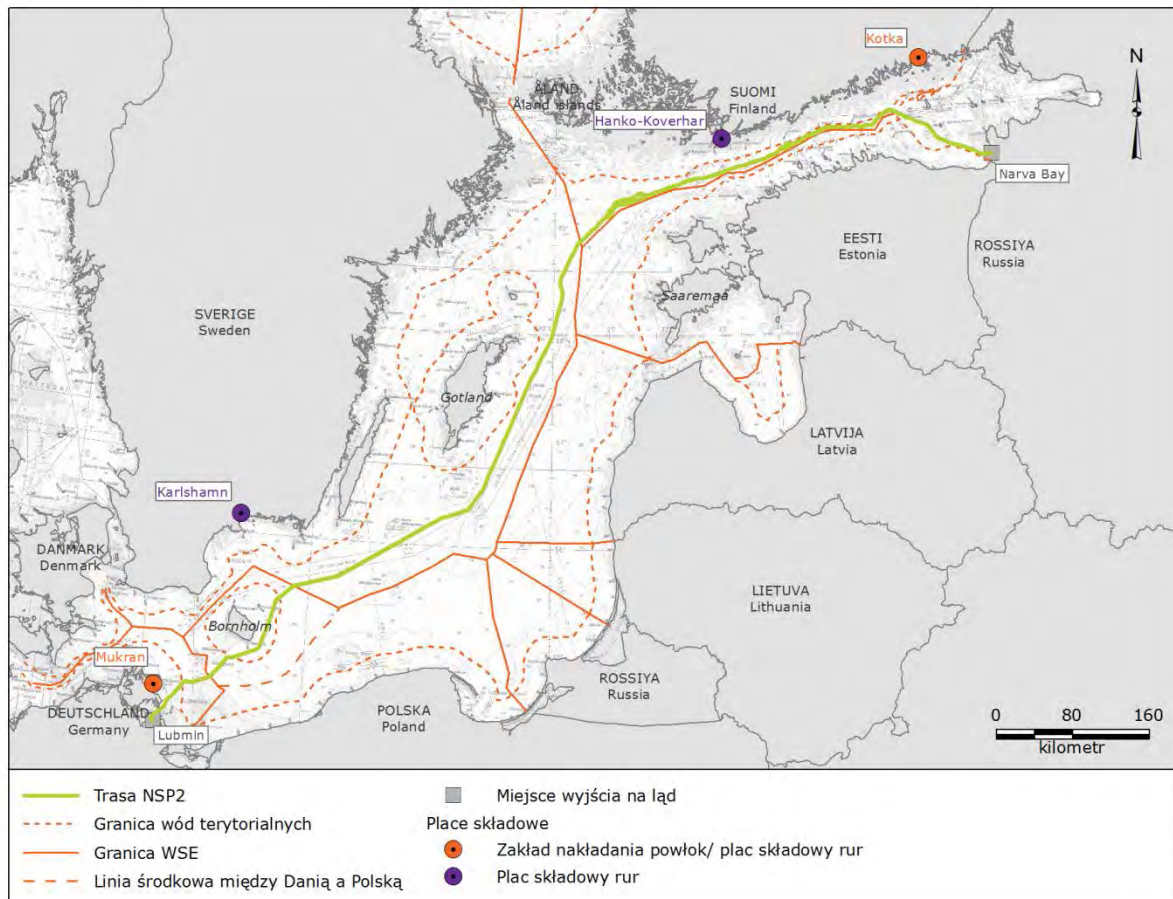 Kotka
N
ÅLAND
Åland islands
SUOMI
Finland
Hanko-Koverhar
Narva Bay
EESTI
Estonia
ROSSIYA
Russia
SVERIGE
Sweden
Saaremaa
Gotland
LATVIJA
Latvia
Karlshamn
DANMARK
Denmark
LIETUVA
Lithuania
Bornholm
Mukran
ROSSIYA
Russia
DEUTSCHLAND
Germany
Lubmin
POLSKA
Poland
0 80 160
kilometr
Trasa NSP2
Granica wód terytorialnych
Granica WSE
Linia środkowa między Danią a Polską
Miejsce wyjścia na ląd
Place składowe
Zakład nakładania powłok/ plac składowy rur
Plac składowy rur